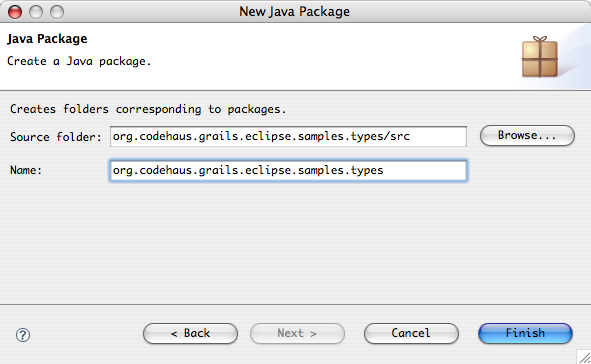 New Java Package
Java Package
Create a Java package.
Creates folders corresponding to packages.
Source folder: org.codehaus.grails.eclipse.samples.types/src Browse...
Name: org.codehaus.grails.eclipse.samples.types
? < Back Next > Cancel Finish